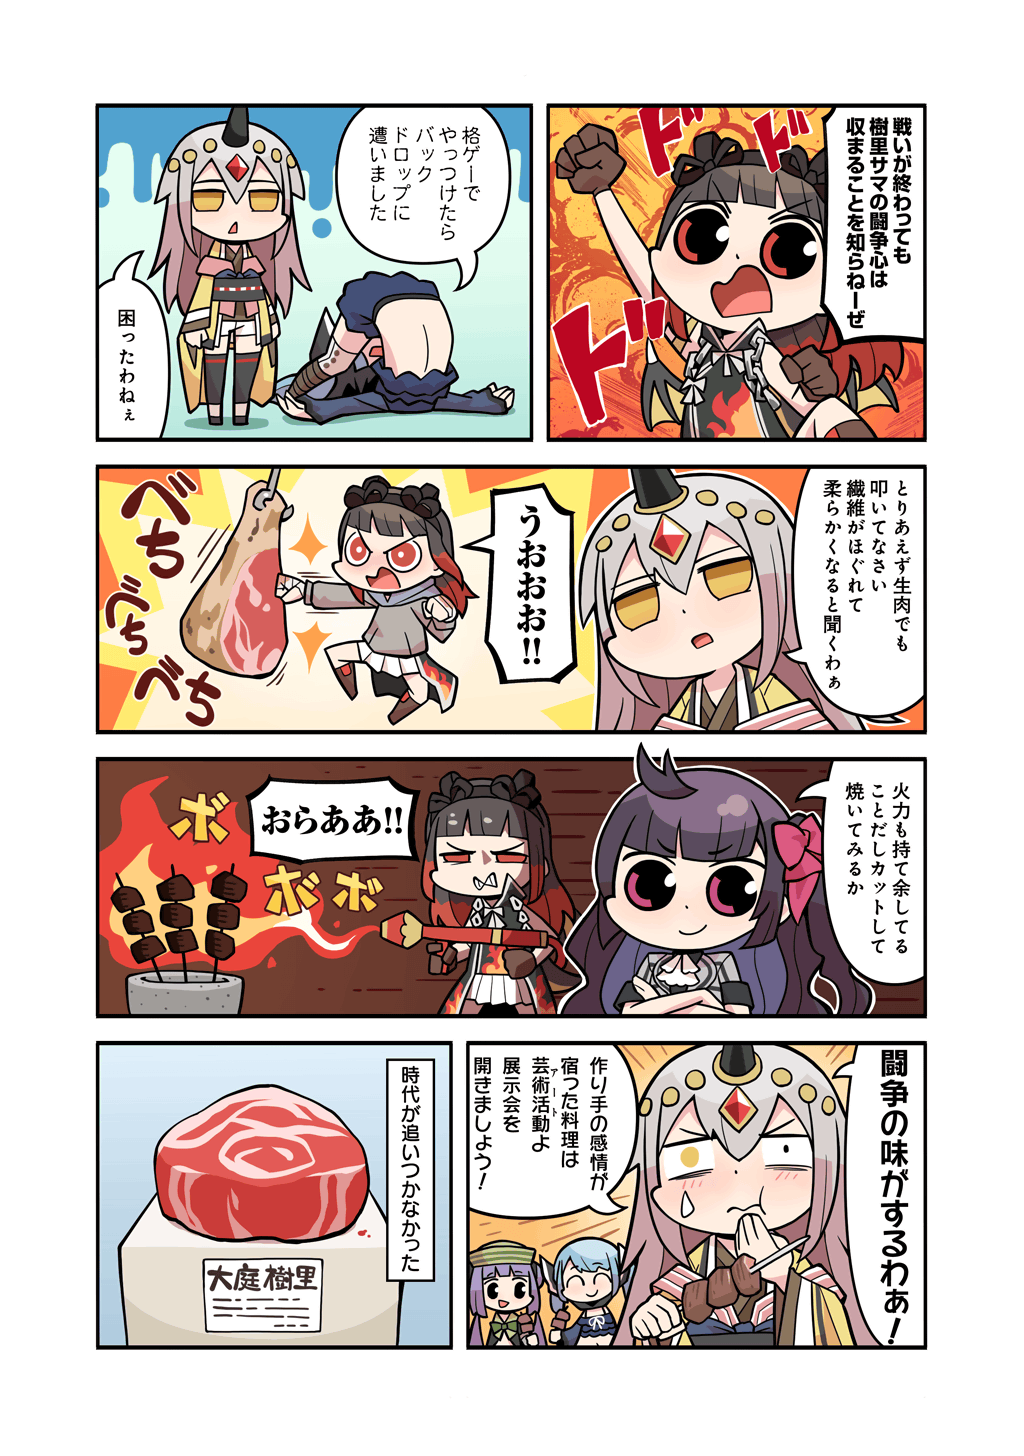 戦いが終わっても
樹里サマの闘争心は
収まることを知らねーぜ
ドド
ド
格ゲーで
やっつけたら
バック
ドロップに
遭いました
困ったわねぇ
とりあえず生肉でも
叩いてなさい
繊維がほぐれて
柔らかくなると聞くわぁ
うおおお!!
べち
べち
べち
火力も持て余してる
ことだしカットして
焼いてみるか
おらああ!!
ボ
ボボ
闘争の味がするわぁ!
作り手の感情が
宿った料理は
芸術活動よ
アート
展示会を
開きましょう!
時代が追いつかなかった
大庭樹里